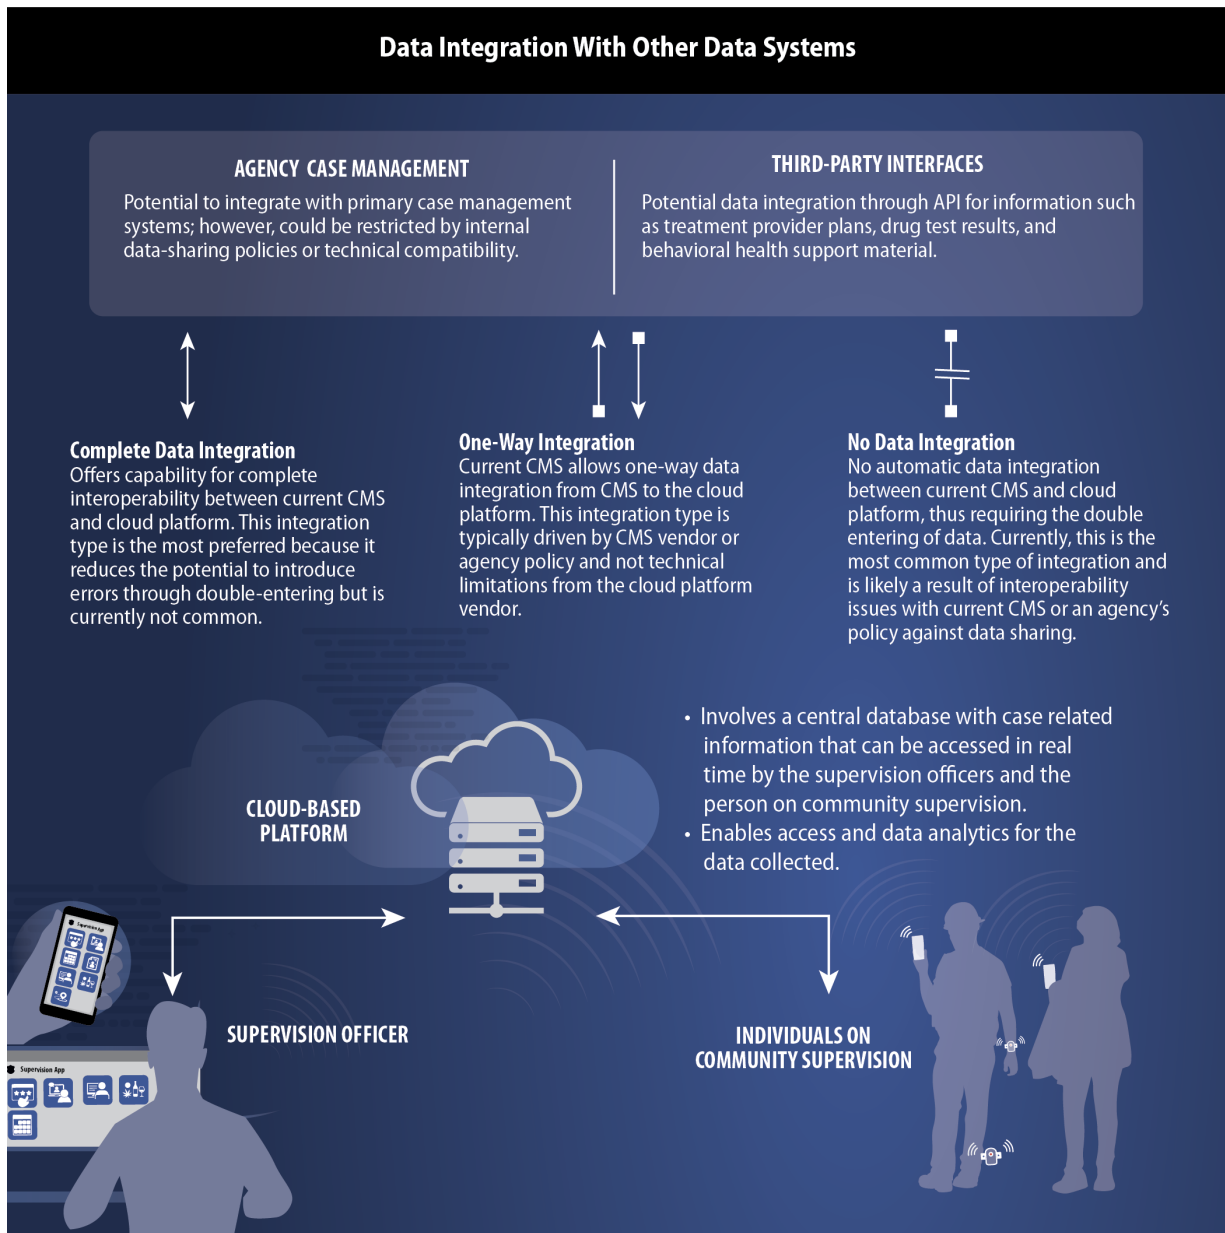 Data Integration With Other Data Systems
AGENCY CASE MANAGEMENT
Potential to integrate with primary case management
systems; however, could be restricted by internal
data-sharing policies or technical compatibility.
THIRD-PARTY INTERFACES
Potential data integration through API for information such
as treatment provider plans, drug test results, and
behavioral health support material.
Complete Data Integration
Offers capability for complete
interoperability between current CMS
and cloud platform. This integration
type is the most preferred because it
reduces the potential to introduce
errors through double-entering but is
currently not common.
One-Way Integration
Current CMS allows one-way data
integration from CMS to the cloud
platform. This integration type is
typically driven by CMS vendor or
agency policy and not technical
limitations from the cloud platform
vendor.
No Data Integration
No automatic data integration
between current CMS and cloud
platform, thus requiring the double
entering of data. Currently, this is the
most common type of integration and
is likely a result of interoperability
issues with current CMS or an agency's
policy against data sharing.
CLOUD-BASED
PLATFORM
• Involves a central database with case related
information that can be accessed in real
time by the supervision officers and the
person on community supervision.
• Enables access and data analytics for the
data collected.
Supervision App
SUPERVISION OFFICER
INDIVIDUALS ON
COMMUNITY SUPERVISION
Supervision App